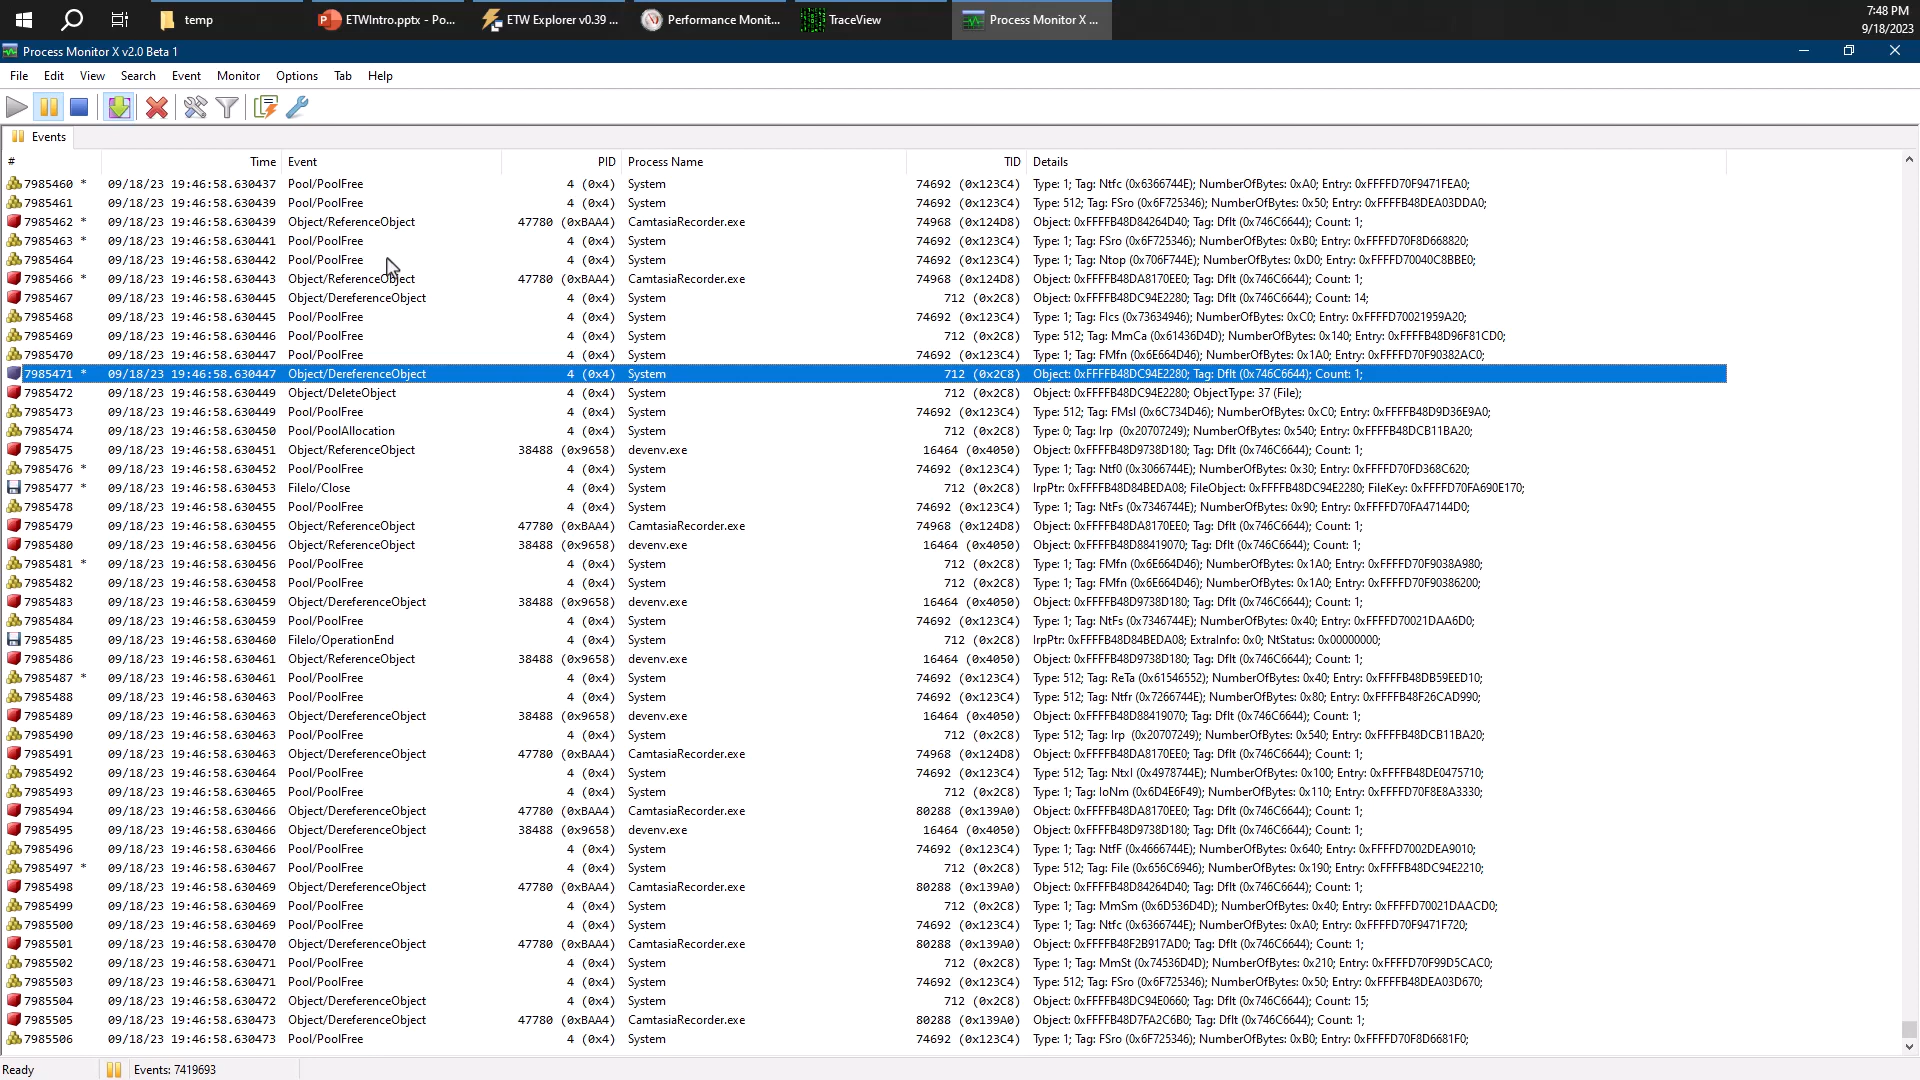 temp
ETWIntro.pptx - Po...
ETW Explorer v0.39 ...
Performance Monit...
TraceView
Process Monitor X ...
7:48 PM
9/18/2023
Process Monitor X v2.0 Beta 1
File Edit View Search Event Monitor Options Tab Help
Events
# Time Event PID Process Name TID Details
7985460 * 09/18/23 19:46:58.630437 Pool/PoolFree 4 (0x4) System 74692 (0x123C4) Type: 1; Tag: Ntfc (0x6366744E); NumberOfBytes: 0xA0; Entry: 0xFFFFD70F9471FEA0;
7985461 09/18/23 19:46:58.630439 Pool/PoolFree 4 (0x4) System 74692 (0x123C4) Type: 512; Tag: FSro (0x6F725346); NumberOfBytes: 0x50; Entry: 0xFFFFB48DEA03DDA0;
7985462 * 09/18/23 19:46:58.630439 Object/ReferenceObject 47780 (0xBAA4) CamtasiaRecorder.exe 74968 (0x124D8) Object: 0xFFFFB48D84264D40; Tag: Dflt (0x746C6644); Count: 1;
7985463 * 09/18/23 19:46:58.630441 Pool/PoolFree 4 (0x4) System 74692 (0x123C4) Type: 1; Tag: FSro (0x6F725346); NumberOfBytes: 0xB0; Entry: 0xFFFFD70F8D668820;
7985464 09/18/23 19:46:58.630442 Pool/PoolFree 4 (0x4) System 74692 (0x123C4) Type: 1; Tag: Ntop (0x706F744E); NumberOfBytes: 0xD0; Entry: 0xFFFFD70040C8BBE0;
7985466 * 09/18/23 19:46:58.630443 Object/ReferenceObject 47780 (0xBAA4) CamtasiaRecorder.exe 74968 (0x124D8) Object: 0xFFFFB48DA8170EE0; Tag: Dflt (0x746C6644); Count: 1;
7985467 09/18/23 19:46:58.630445 Object/DereferenceObject 4 (0x4) System 712 (0x2C8) Object: 0xFFFFB48DC94E2280; Tag: Dflt (0x746C6644); Count: 14;
7985468 09/18/23 19:46:58.630445 Pool/PoolFree 4 (0x4) System 74692 (0x123C4) Type: 1; Tag: FIcs (0x73634946); NumberOfBytes: 0xC0; Entry: 0xFFFFD70021959A20;
7985469 09/18/23 19:46:58.630446 Pool/PoolFree 4 (0x4) System 712 (0x2C8) Type: 512; Tag: MmCa (0x61436D4D); NumberOfBytes: 0x140; Entry: 0xFFFFB48D96F81CD0;
7985470 09/18/23 19:46:58.630447 Pool/PoolFree 4 (0x4) System 74692 (0x123C4) Type: 1; Tag: FMfn (0x6E664D46); NumberOfBytes: 0x1A0; Entry: 0xFFFFD70F90382AC0;
7985471 * 09/18/23 19:46:58.630447 Object/DereferenceObject 4 (0x4) System 712 (0x2C8) Object: 0xFFFFB48DC94E2280; Tag: Dflt (0x746C6644); Count: 1;
7985472 09/18/23 19:46:58.630449 Object/DeleteObject 4 (0x4) System 712 (0x2C8) Object: 0xFFFFB48DC94E2280; ObjectType: 37 (File);
7985473 09/18/23 19:46:58.630449 Pool/PoolFree 4 (0x4) System 74692 (0x123C4) Type: 512; Tag: FMsl (0x6C734D46); NumberOfBytes: 0xC0; Entry: 0xFFFFB48D9D36E9A0;
7985474 09/18/23 19:46:58.630450 Pool/PoolAllocation 4 (0x4) System 712 (0x2C8) Type: 0; Tag: Irp (0x20707249); NumberOfBytes: 0x540; Entry: 0xFFFFB48DCB11BA20;
7985475 09/18/23 19:46:58.630451 Object/ReferenceObject 38488 (0x9658) devenv.exe 16464 (0x4050) Object: 0xFFFFB48D9738D180; Tag: Dflt (0x746C6644); Count: 1;
7985476 * 09/18/23 19:46:58.630452 Pool/PoolFree 4 (0x4) System 74692 (0x123C4) Type: 1; Tag: Ntf0 (0x3066744E); NumberOfBytes: 0x30; Entry: 0xFFFFD70FD368C620;
7985477 * 09/18/23 19:46:58.630453 FileIo/Close 4 (0x4) System 712 (0x2C8) IrpPtr: 0xFFFFB48D84BEDA08; FileObject: 0xFFFFB48DC94E2280; FileKey: 0xFFFFD70FA690E170;
7985478 09/18/23 19:46:58.630455 Pool/PoolFree 4 (0x4) System 74692 (0x123C4) Type: 1; Tag: NtFs (0x7346744E); NumberOfBytes: 0x90; Entry: 0xFFFFD70FA47144D0;
7985479 09/18/23 19:46:58.630455 Object/ReferenceObject 47780 (0xBAA4) CamtasiaRecorder.exe 74968 (0x124D8) Object: 0xFFFFB48DA8170EE0; Tag: Dflt (0x746C6644); Count: 1;
7985480 09/18/23 19:46:58.630456 Object/ReferenceObject 38488 (0x9658) devenv.exe 16464 (0x4050) Object: 0xFFFFB48D88419070; Tag: Dflt (0x746C6644); Count: 1;
7985481 * 09/18/23 19:46:58.630456 Pool/PoolFree 4 (0x4) System 712 (0x2C8) Type: 1; Tag: FMfn (0x6E664D46); NumberOfBytes: 0x1A0; Entry: 0xFFFFD70F9038A980;
7985482 09/18/23 19:46:58.630458 Pool/PoolFree 4 (0x4) System 712 (0x2C8) Type: 1; Tag: FMfn (0x6E664D46); NumberOfBytes: 0x1A0; Entry: 0xFFFFD70F90386200;
7985483 09/18/23 19:46:58.630459 Object/DereferenceObject 38488 (0x9658) devenv.exe 16464 (0x4050) Object: 0xFFFFB48D9738D180; Tag: Dflt (0x746C6644); Count: 1;
7985484 09/18/23 19:46:58.630459 Pool/PoolFree 4 (0x4) System 74692 (0x123C4) Type: 1; Tag: NtFs (0x7346744E); NumberOfBytes: 0x40; Entry: 0xFFFFD70021DAA6D0;
7985485 09/18/23 19:46:58.630460 FileIo/OperationEnd 4 (0x4) System 712 (0x2C8) IrpPtr: 0xFFFFB48D84BEDA08; ExtraInfo: 0x0; NtStatus: 0x00000000;
7985486 09/18/23 19:46:58.630461 Object/ReferenceObject 38488 (0x9658) devenv.exe 16464 (0x4050) Object: 0xFFFFB48D9738D180; Tag: Dflt (0x746C6644); Count: 1;
7985487 * 09/18/23 19:46:58.630461 Pool/PoolFree 4 (0x4) System 74692 (0x123C4) Type: 512; Tag: ReTa (0x61546552); NumberOfBytes: 0x40; Entry: 0xFFFFB48DB59EED10;
7985488 09/18/23 19:46:58.630463 Pool/PoolFree 4 (0x4) System 74692 (0x123C4) Type: 512; Tag: Ntfr (0x7266744E); NumberOfBytes: 0x80; Entry: 0xFFFFB48F26CAD990;
7985489 09/18/23 19:46:58.630463 Object/DereferenceObject 38488 (0x9658) devenv.exe 16464 (0x4050) Object: 0xFFFFB48D88419070; Tag: Dflt (0x746C6644); Count: 1;
7985490 09/18/23 19:46:58.630463 Pool/PoolFree 4 (0x4) System 712 (0x2C8) Type: 512; Tag: Irp (0x20707249); NumberOfBytes: 0x540; Entry: 0xFFFFB48DCB11BA20;
7985491 09/18/23 19:46:58.630463 Object/DereferenceObject 47780 (0xBAA4) CamtasiaRecorder.exe 74968 (0x124D8) Object: 0xFFFFB48DA8170EE0; Tag: Dflt (0x746C6644); Count: 1;
7985492 09/18/23 19:46:58.630464 Pool/PoolFree 4 (0x4) System 74692 (0x123C4) Type: 512; Tag: NtxI (0x4978744E); NumberOfBytes: 0x100; Entry: 0xFFFFB48DE0475710;
7985493 09/18/23 19:46:58.630465 Pool/PoolFree 4 (0x4) System 712 (0x2C8) Type: 1; Tag: IoNm (0x6D4E6F49); NumberOfBytes: 0x110; Entry: 0xFFFFD70F8E8A3330;
7985494 09/18/23 19:46:58.630466 Object/DereferenceObject 47780 (0xBAA4) CamtasiaRecorder.exe 80288 (0x139A0) Object: 0xFFFFB48DA8170EE0; Tag: Dflt (0x746C6644); Count: 1;
7985495 09/18/23 19:46:58.630466 Object/DereferenceObject 38488 (0x9658) devenv.exe 16464 (0x4050) Object: 0xFFFFB48D9738D180; Tag: Dflt (0x746C6644); Count: 1;
7985496 09/18/23 19:46:58.630466 Pool/PoolFree 4 (0x4) System 74692 (0x123C4) Type: 1; Tag: NtfF (0x4666744E); NumberOfBytes: 0x640; Entry: 0xFFFFD7002DEA9010;
7985497 * 09/18/23 19:46:58.630467 Pool/PoolFree 4 (0x4) System 712 (0x2C8) Type: 512; Tag: File (0x656C6946); NumberOfBytes: 0x190; Entry: 0xFFFFB48DC94E2210;
7985498 09/18/23 19:46:58.630469 Object/DereferenceObject 47780 (0xBAA4) CamtasiaRecorder.exe 80288 (0x139A0) Object: 0xFFFFB48D84264D40; Tag: Dflt (0x746C6644); Count: 1;
7985499 09/18/23 19:46:58.630469 Pool/PoolFree 4 (0x4) System 712 (0x2C8) Type: 1; Tag: MmSm (0x6D536D4D); NumberOfBytes: 0x40; Entry: 0xFFFFD70021DAACD0;
7985500 09/18/23 19:46:58.630469 Pool/PoolFree 4 (0x4) System 74692 (0x123C4) Type: 1; Tag: Ntfc (0x6366744E); NumberOfBytes: 0xA0; Entry: 0xFFFFD70F9471F720;
7985501 09/18/23 19:46:58.630470 Object/DereferenceObject 47780 (0xBAA4) CamtasiaRecorder.exe 80288 (0x139A0) Object: 0xFFFFB48F2B917AD0; Tag: Dflt (0x746C6644); Count: 1;
7985502 09/18/23 19:46:58.630471 Pool/PoolFree 4 (0x4) System 712 (0x2C8) Type: 1; Tag: MmSt (0x74536D4D); NumberOfBytes: 0x210; Entry: 0xFFFFD70F99D5CAC0;
7985503 09/18/23 19:46:58.630471 Pool/PoolFree 4 (0x4) System 74692 (0x123C4) Type: 512; Tag: FSro (0x6F725346); NumberOfBytes: 0x50; Entry: 0xFFFFB48DEA03D670;
7985504 09/18/23 19:46:58.630472 Object/DereferenceObject 4 (0x4) System 712 (0x2C8) Object: 0xFFFFB48DC94E0660; Tag: Dflt (0x746C6644); Count: 15;
7985505 09/18/23 19:46:58.630473 Object/DereferenceObject 47780 (0xBAA4) CamtasiaRecorder.exe 80288 (0x139A0) Object: 0xFFFFB48D7FA2C6B0; Tag: Dflt (0x746C6644); Count: 1;
7985506 09/18/23 19:46:58.630473 Pool/PoolFree 4 (0x4) System 74692 (0x123C4) Type: 1; Tag: FSro (0x6F725346); NumberOfBytes: 0xB0; Entry: 0xFFFFD70F8D6681F0;
Ready Events: 7419693